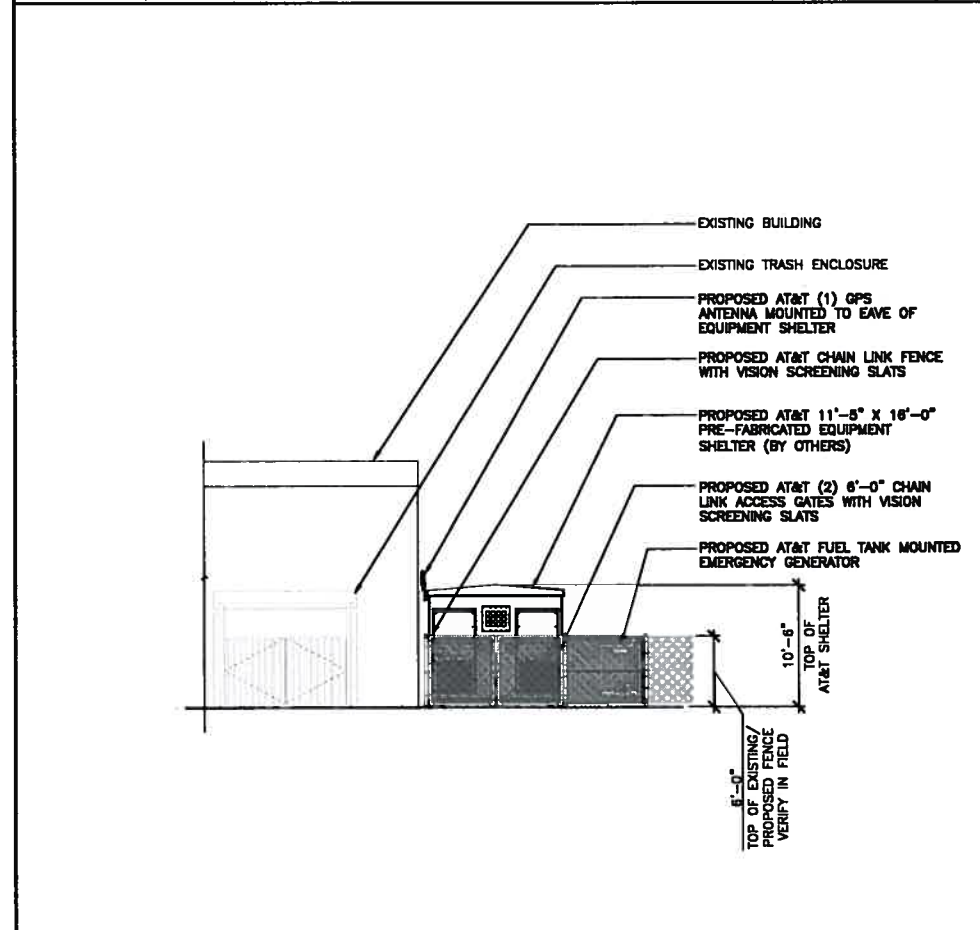 EXISTING BUILDING
EXISTING TRASH ENCLOSURE
PROPOSED AT&T (1) GPS
ANTENNA MOUNTED TO EAVE OF
EQUIPMENT SHELTER
PROPOSED AT&T CHAIN LINK FENCE
WITH VISION SCREENING SLATS
PROPOSED AT&T 11'-5" X 16'-0"
PRE-FABRICATED EQUIPMENT
SHELTER (BY OTHERS)
PROPOSED AT&T (2) 6'-0" CHAIN
LINK ACCESS GATES WITH VISION
SCREENING SLATS
PROPOSED AT&T FUEL TANK MOUNTED
EMERGENCY GENERATOR
10'-6"
TOP OF
AT&T SHELTER
6'-0"
TOP OF EXISTING/
PROPOSED FENCE
VERIFY IN FIELD